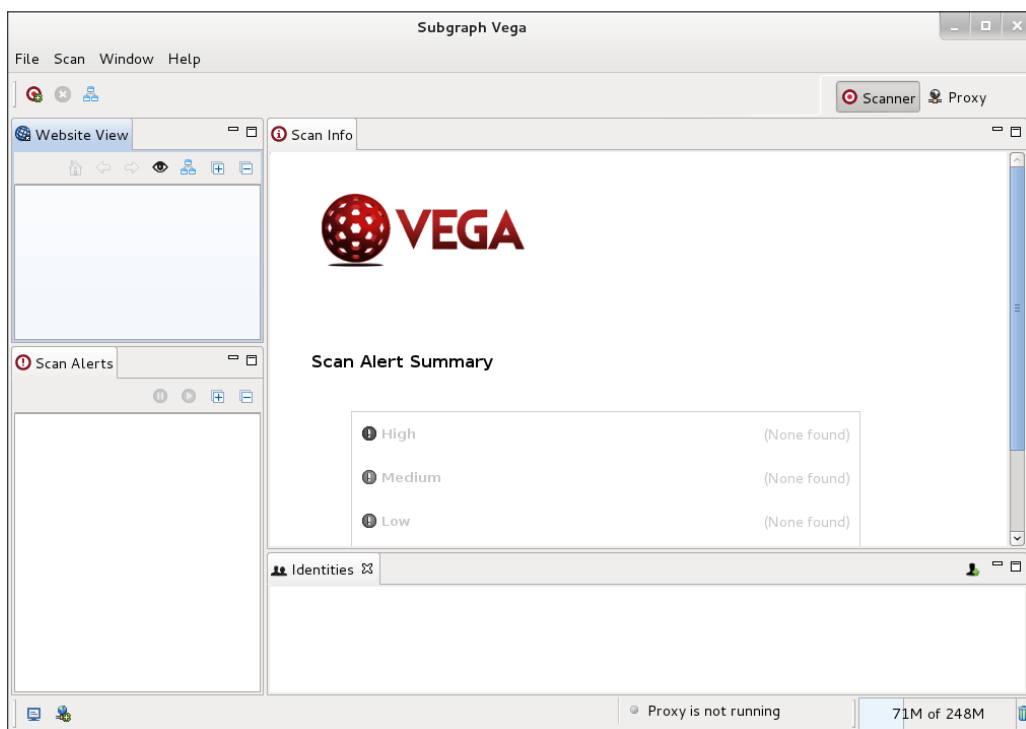 Subgraph Vega
File Scan Window Help
Scanner Proxy
Website View
Scan Info
VEGA
Scan Alerts
Scan Alert Summary
High (None found)
Medium (None found)
Low (None found)
Identities
Proxy is not running
71M of 248M